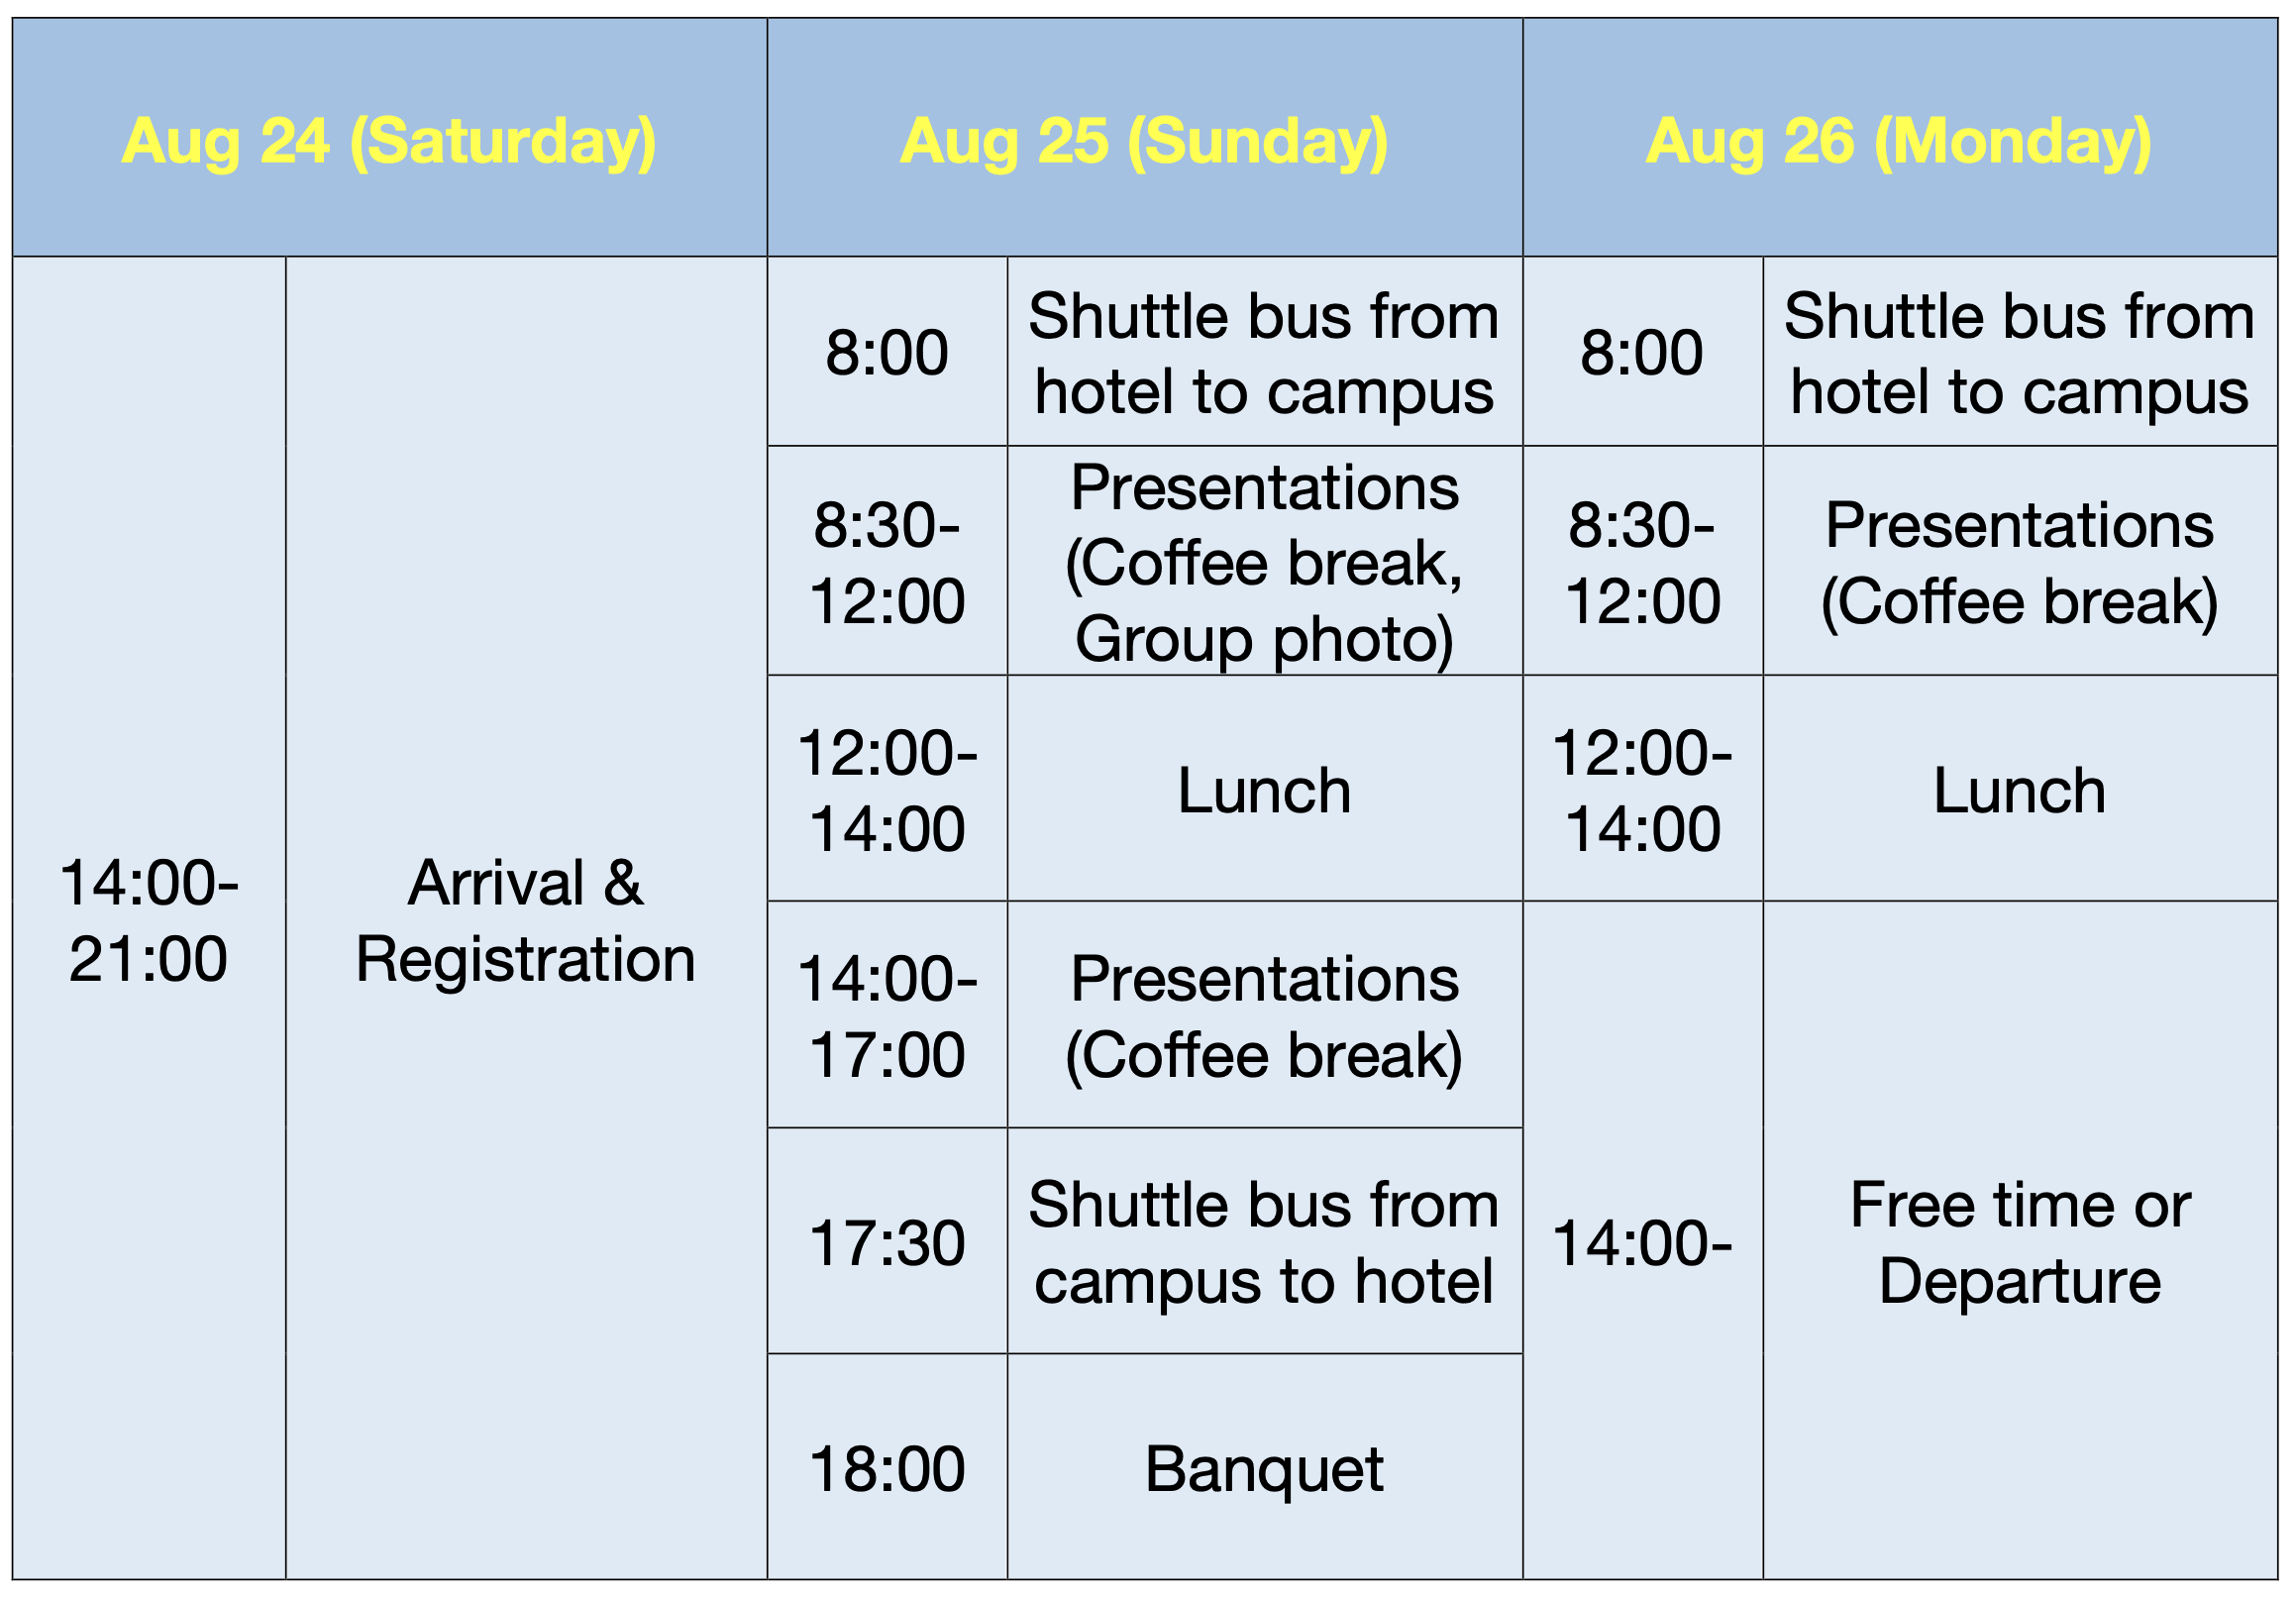 Aug 24 (Saturday)
Aug 25 (Sunday)
Aug 26 (Monday)
14:00-
21:00
Arrival &
Registration
8:00
Shuttle bus from
hotel to campus
8:30-
12:00
Presentations
(Coffee break,
Group photo)
12:00-
14:00
Lunch
14:00-
17:00
Presentations
(Coffee break)
17:30
Shuttle bus from
campus to hotel
18:00
Banquet
8:00
Shuttle bus from
hotel to campus
8:30-
12:00
Presentations
(Coffee break)
12:00-
14:00
Lunch
14:00-
Free time or
Departure